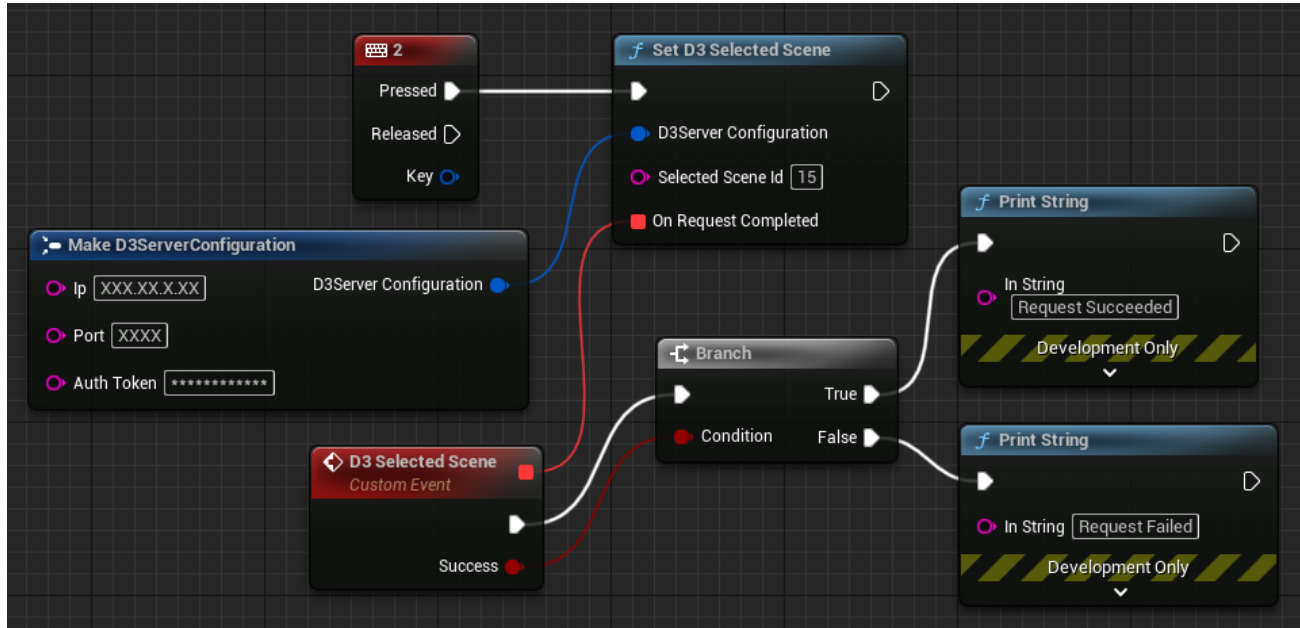 2
Pressed
Released
Key
Set D3 Selected Scene
D3Server Configuration
Selected Scene Id 15
On Request Completed
Make D3ServerConfiguration
Ip XXX.XX.X.XX
D3Server Configuration
Port XXXX
Auth Token ************
Print String
In String
Request Succeeded
Development Only
Branch
True
Condition
False
D3 Selected Scene
Custom Event
Success
Print String
In String Request Failed
Development Only